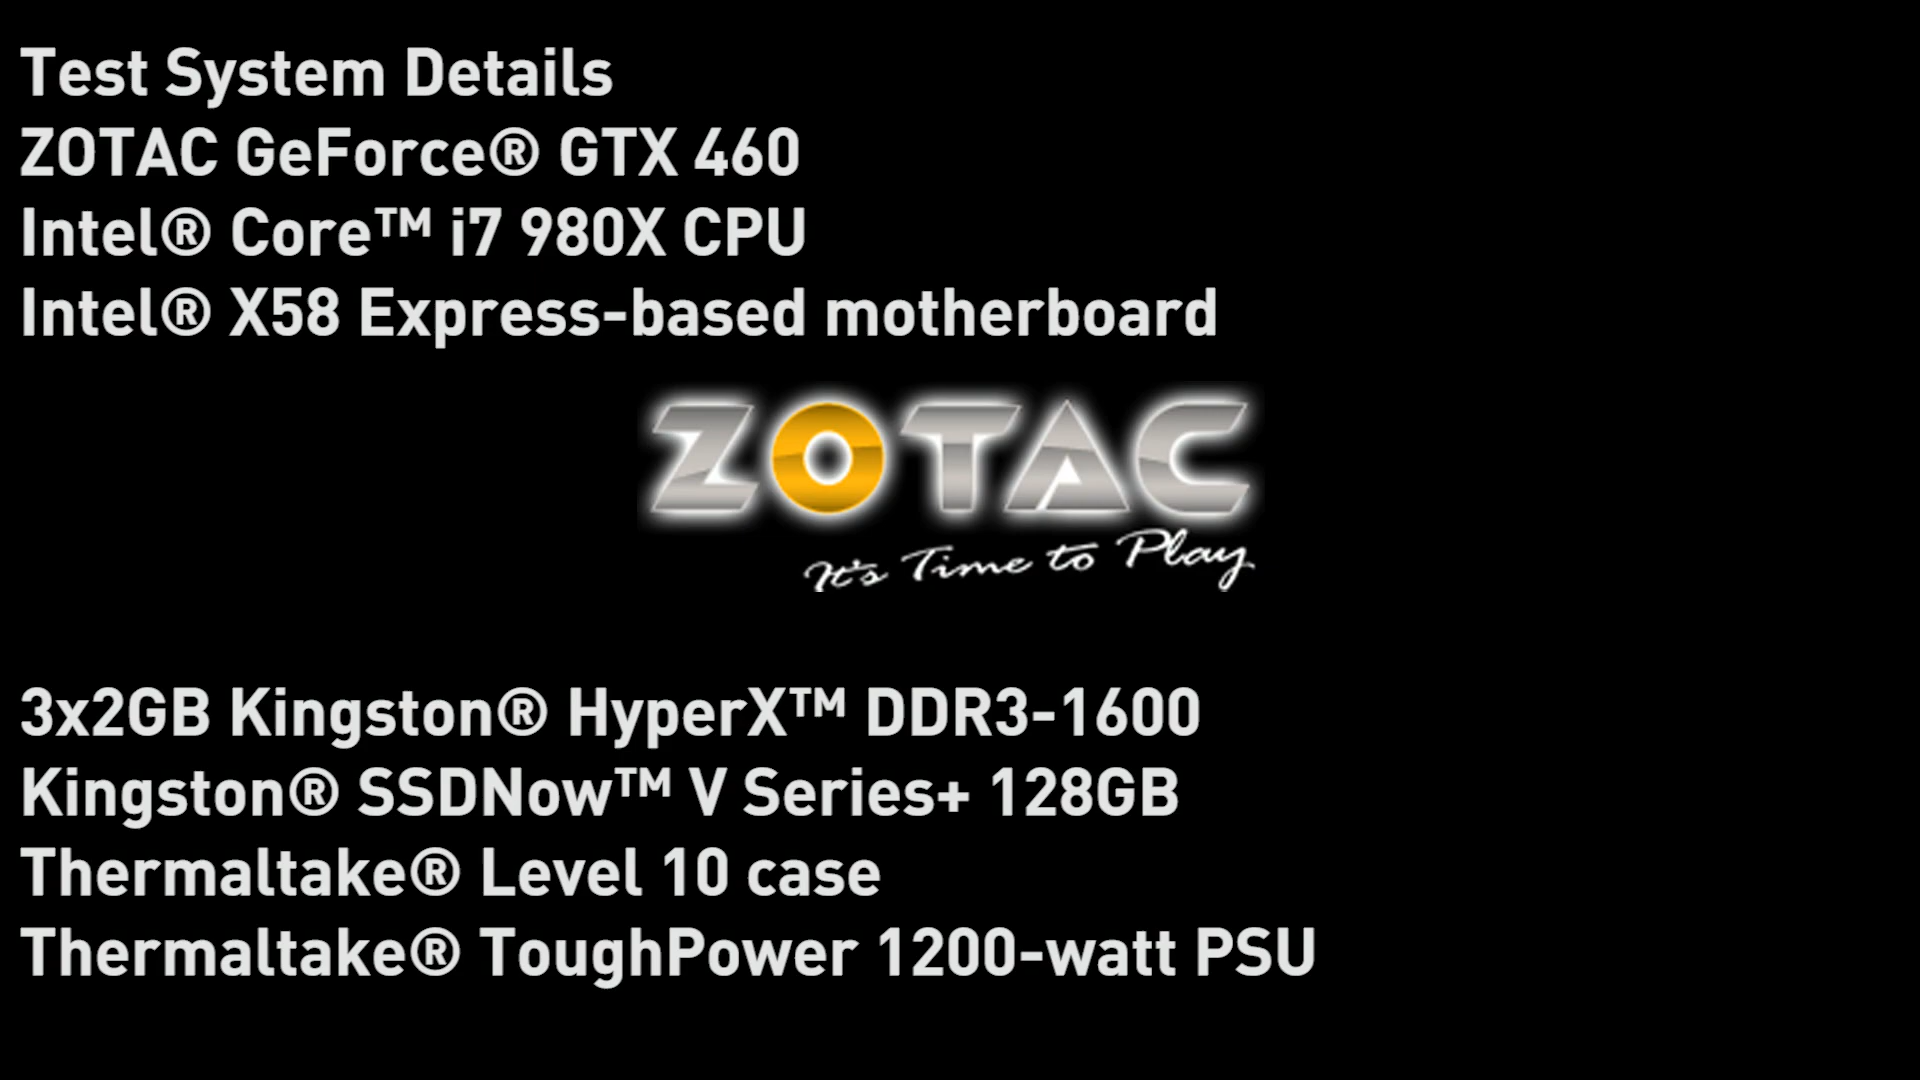 Test System Details
ZOTAC GeForce® GTX 460
Intel® Core™ i7 980X CPU
Intel® X58 Express-based motherboard
ZOTAC
It's Time to Play
3x2GB Kingston® HyperX™ DDR3-1600
Kingston® SSDNow™ V Series+ 128GB
Thermaltake® Level 10 case
Thermaltake® ToughPower 1200-watt PSU